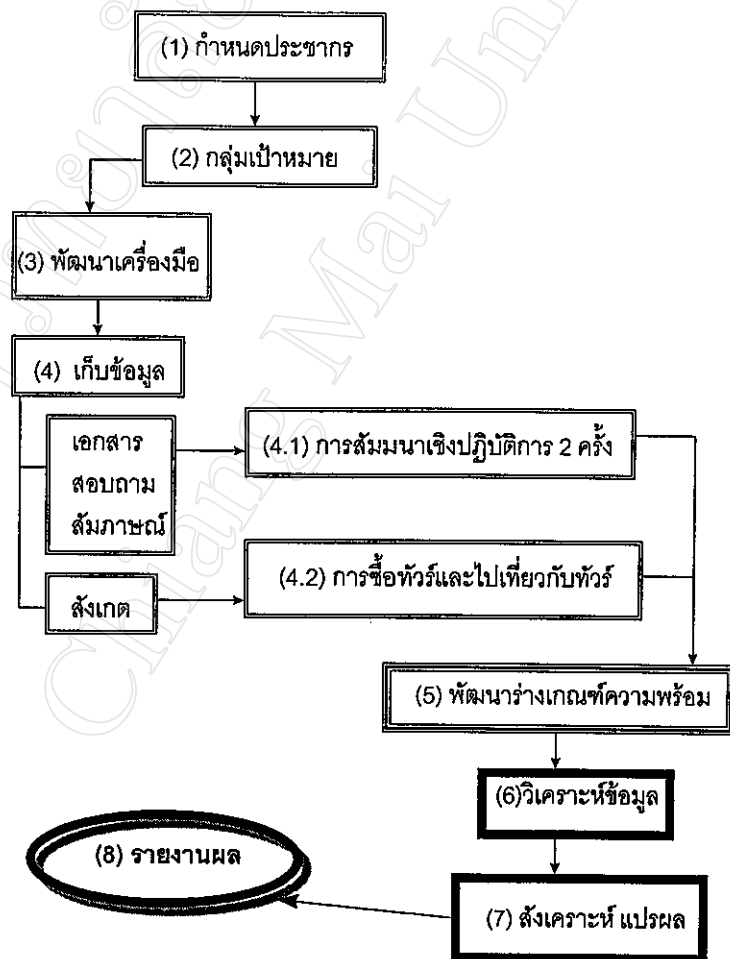 (1) กำหนดประชากร
(2) กลุ่มเป้าหมาย
(3) พัฒนาเครื่องมือ
(4) เก็บข้อมูล
เอกสาร
สอบถาม
สัมภาษณ์
(4.1) การสัมมนาเชิงปฏิบัติการ 2 ครั้ง
สังเกต
(4.2) การซื้อทัวร์และไปเที่ยวกับทัวร์
(5) พัฒนาร่างเกณฑ์ความพร้อม
(6)วิเคราะห์ข้อมูล
(7) สังเคราะห์ แปรผล
(8) รายงานผล
Chiang Mai Uni